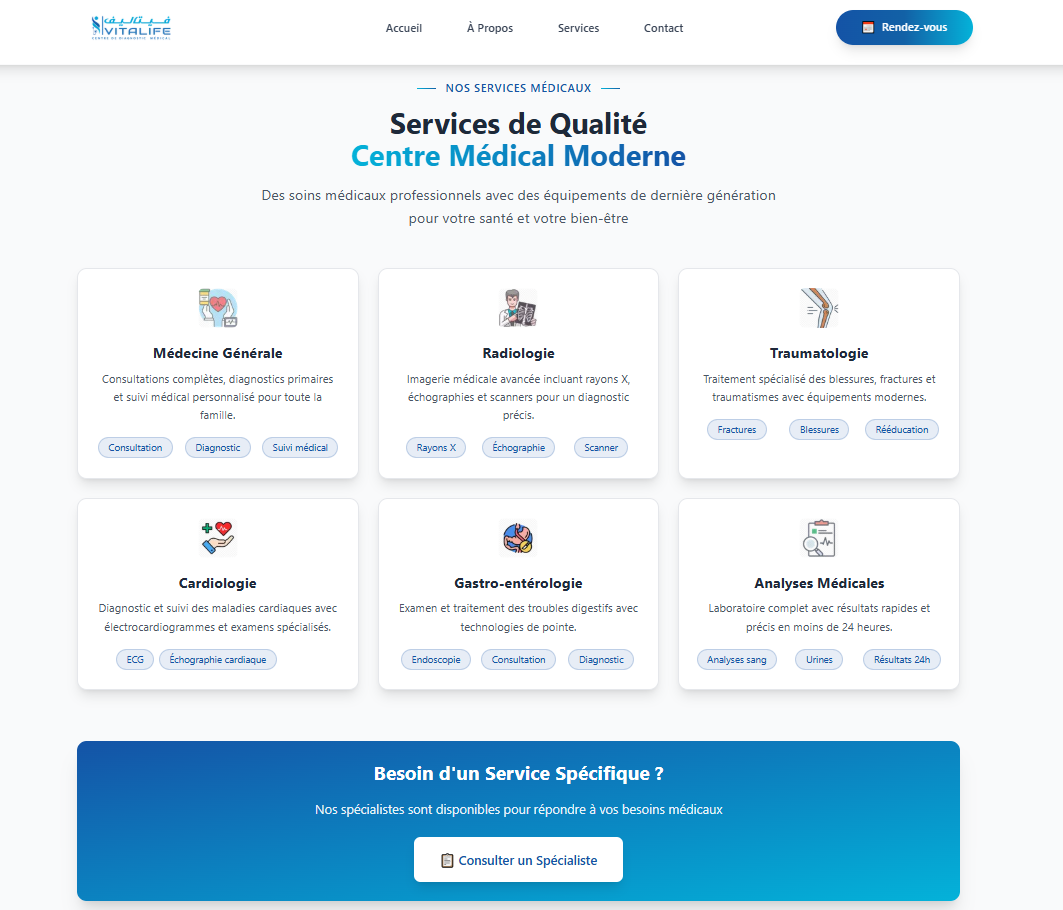 فيتاليف
VITALIFE
CENTRE DE DIAGNOSTIC MÉDICAL
Accueil
À Propos
Services
Contact
Rendez-vous
NOS SERVICES MÉDICAUX
Services de Qualité
Centre Médical Moderne
Des soins médicaux professionnels avec des équipements de dernière génération
pour votre santé et votre bien-être
Médecine Générale
Consultations complètes, diagnostics primaires
et suivi médical personnalisé pour toute la
famille.
Consultation
Diagnostic
Suivi médical
Radiologie
Imagerie médicale avancée incluant rayons X,
échographies et scanners pour un diagnostic
précis.
Rayons X
Échographie
Scanner
Traumatologie
Traitement spécialisé des blessures, fractures et
traumatismes avec équipements modernes.
Fractures
Blessures
Rééducation
Cardiologie
Diagnostic et suivi des maladies cardiaques avec
électrocardiogrammes et examens spécialisés.
ECG
Échographie cardiaque
Gastro-entérologie
Examen et traitement des troubles digestifs avec
technologies de pointe.
Endoscopie
Consultation
Diagnostic
Analyses Médicales
Laboratoire complet avec résultats rapides et
précis en moins de 24 heures.
Analyses sang
Urines
Résultats 24h
Besoin d'un Service Spécifique ?
Nos spécialistes sont disponibles pour répondre à vos besoins médicaux
Consulter un Spécialiste